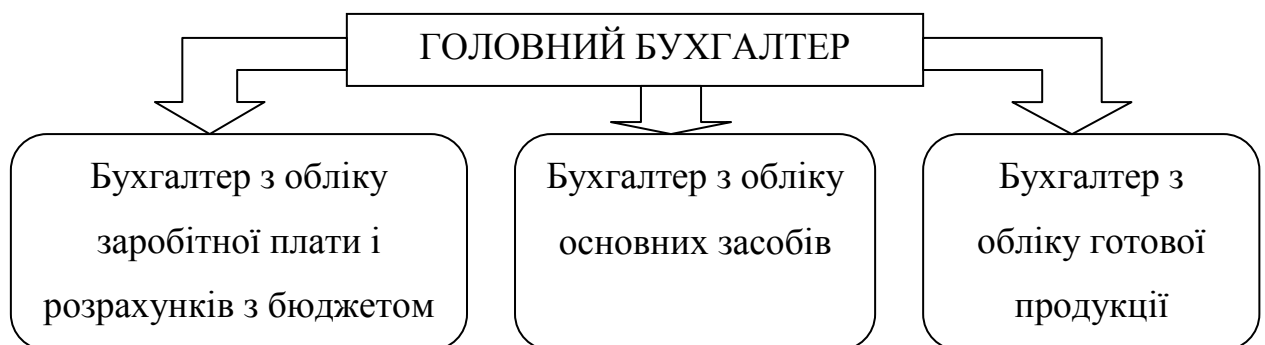 ГОЛОВНИЙ БУХГАЛТЕР
Бухгалтер з обліку
заробітної плати і
розрахунків з бюджетом
Бухгалтер з обліку
основних засобів
Бухгалтер з
обліку готової
продукції